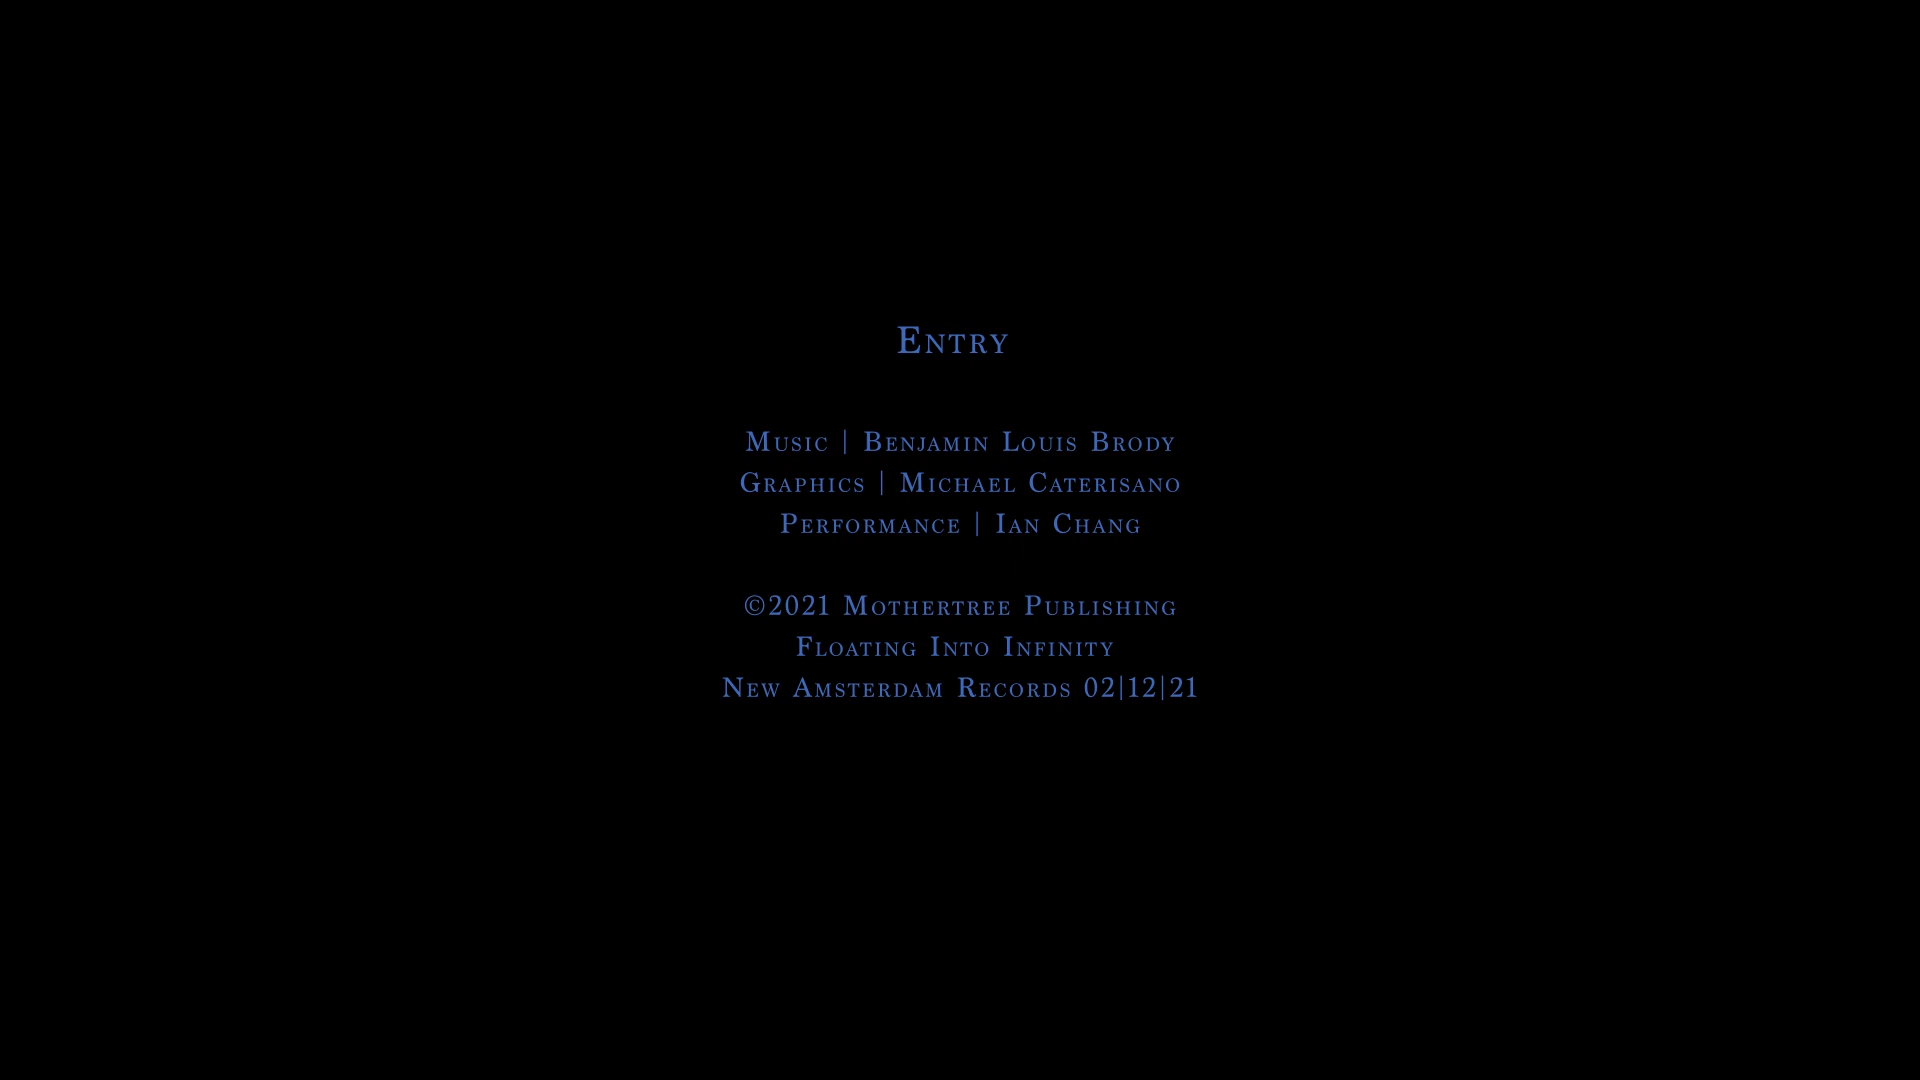 Entry
Music | Benjamin Louis Brody
Graphics | Michael Caterisano
Performance | Ian Chang
©2021 Mothertree Publishing
Floating Into Infinity
New Amsterdam Records 02|12|21